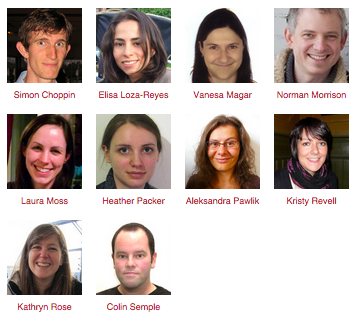 Simon Choppin
Elisa Loza-Reyes
Vanesa Magar
Norman Morrison
Laura Moss
Heather Packer
Aleksandra Pawlik
Kristy Revell
Kathryn Rose
Colin Semple